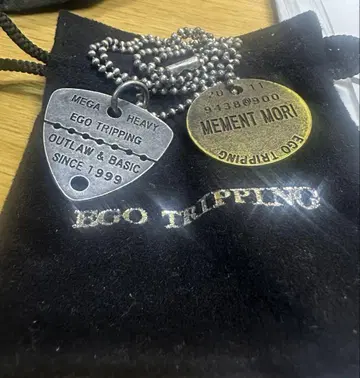 MEGA HEAVY
EGO TRIPPING
OUTLAW & BASIC
SINCE 1999
MEMENT MORI
EGO TRIPPING
EGO TRIPPING